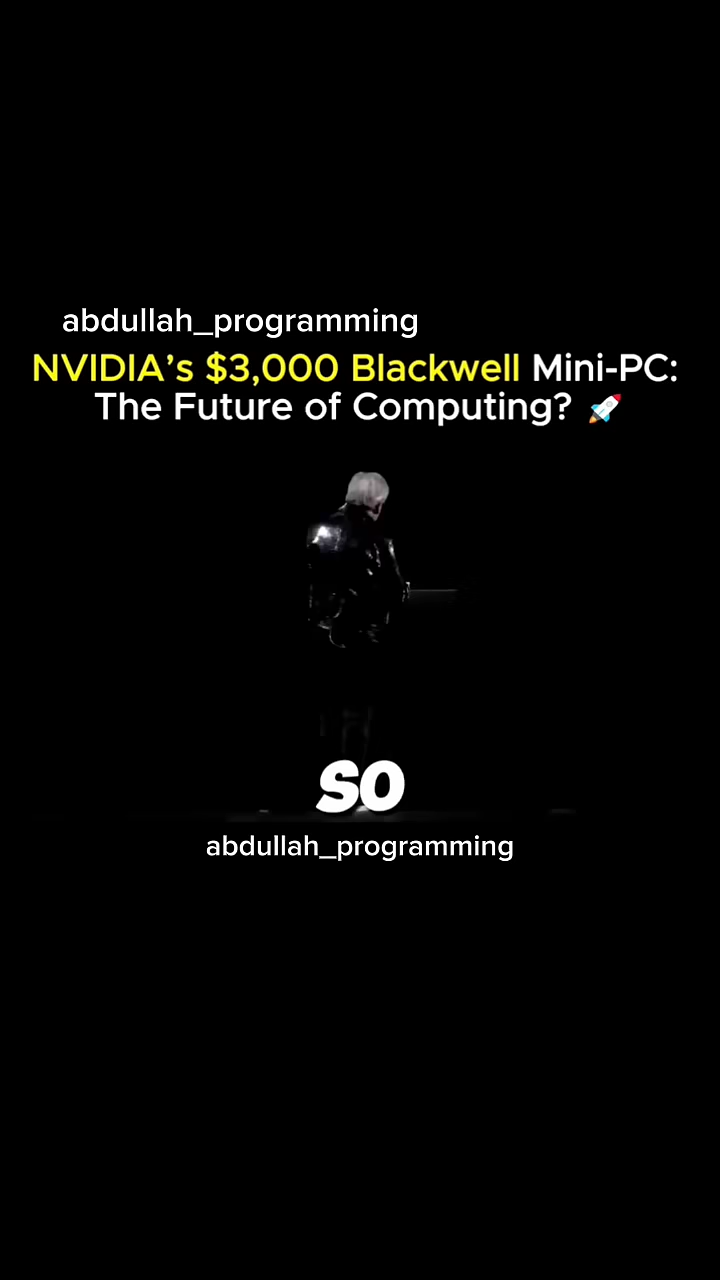 abdullah_programming
NVIDIA's $3,000 Blackwell Mini-PC:
The Future of Computing? 🚀
SO
abdullah_programming